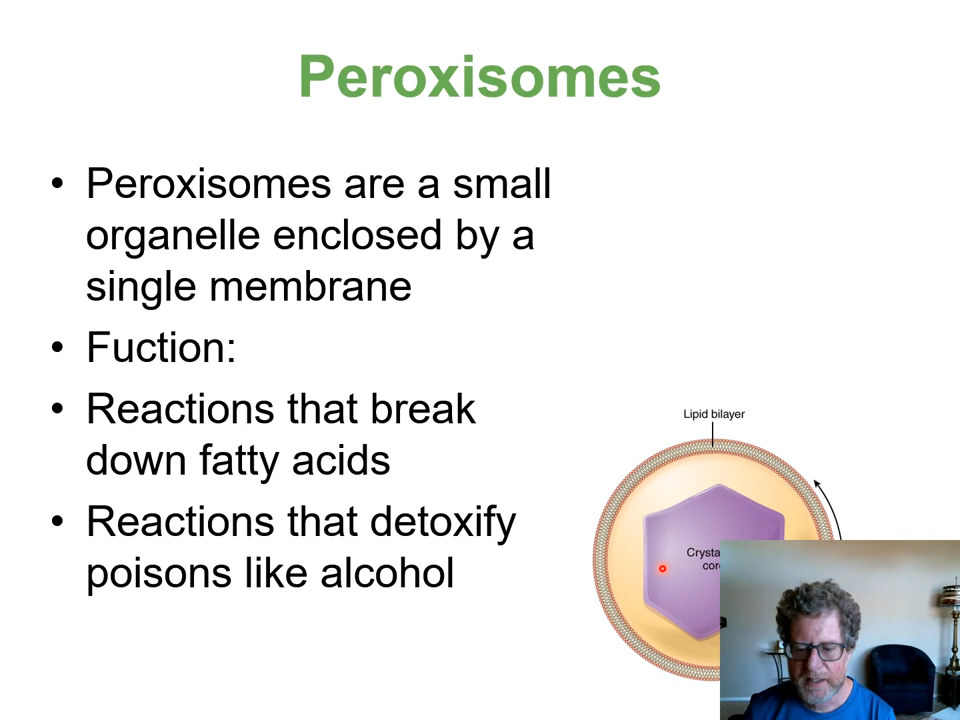 Peroxisomes
• Peroxisomes are a small
organelle enclosed by a
single membrane
• Fuction:
• Reactions that break
down fatty acids
• Reactions that detoxify
poisons like alcohol
Lipid bilayer